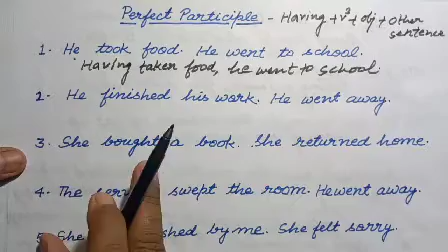 Perfect Participle - Having + v³ + obj + other sentence
1. He took food. He went to school.
Having taken food, he went to school.
2. He finished his work. He went away.
3. She bought a book. She returned home.
4. The swept the room. He went away.
5. She by me. She felt sorry.